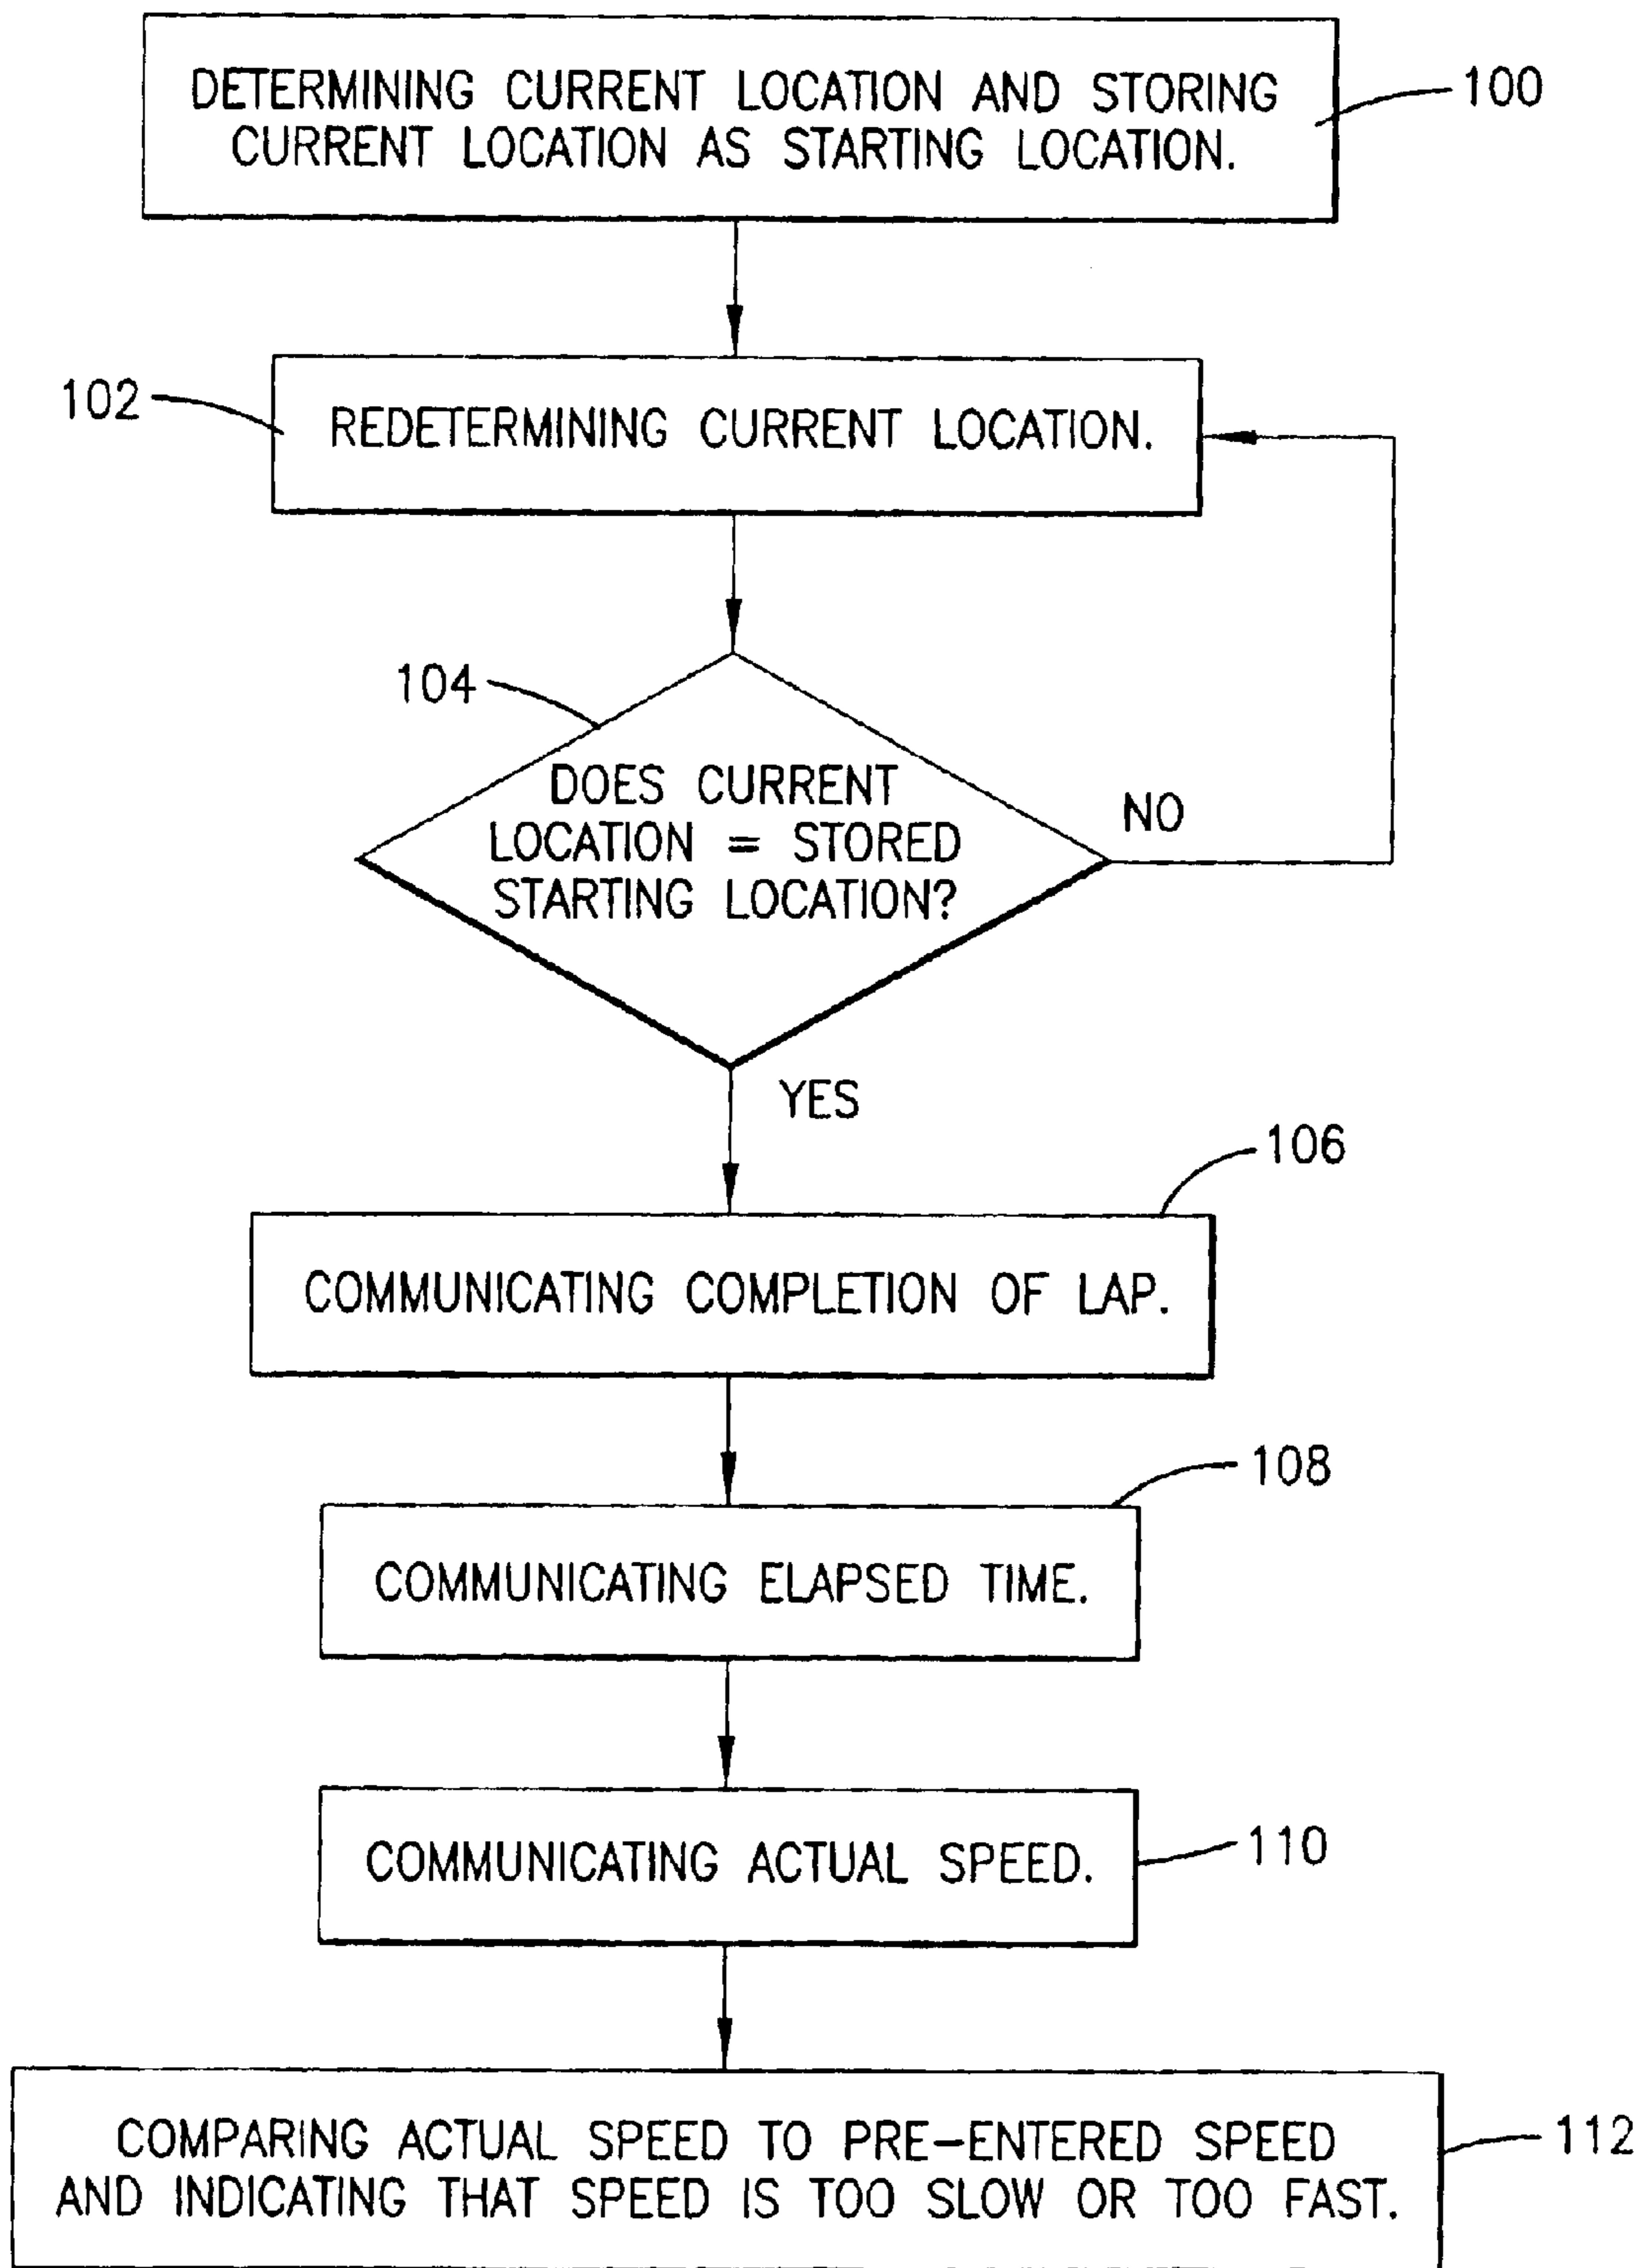 DETERMINING CURRENT LOCATION AND STORING
CURRENT LOCATION AS STARTING LOCATION.
100
102
REDETERMINING CURRENT LOCATION.
104
DOES CURRENT
LOCATION = STORED
STARTING LOCATION?
NO
YES
106
COMMUNICATING COMPLETION OF LAP.
108
COMMUNICATING ELAPSED TIME.
COMMUNICATING ACTUAL SPEED.
110
COMPARING ACTUAL SPEED TO PRE-ENTERED SPEED
AND INDICATING THAT SPEED IS TOO SLOW OR TOO FAST.
112